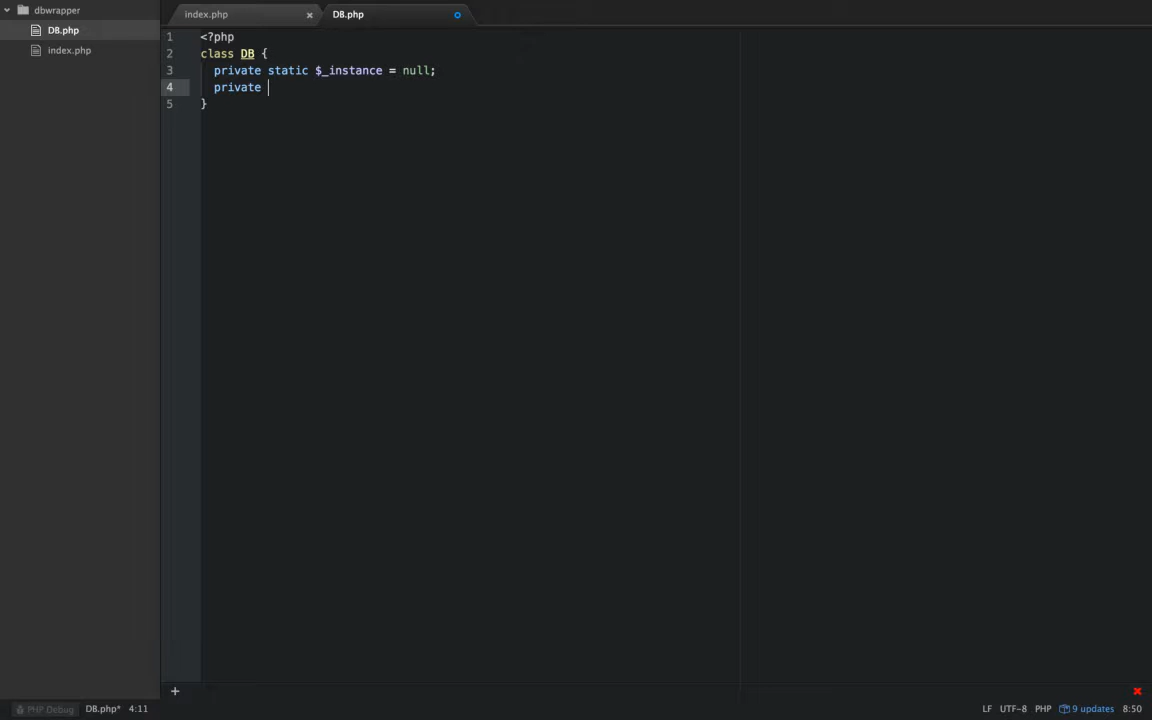 dbwrapper
DB.php
index.php
index.php
DB.php
1 <?php
2 class DB {
3 private static $_instance = null;
4 private
5 }
+
PHP Debug DB.php* 4:11 LF UTF-8 PHP 9 updates 8:50